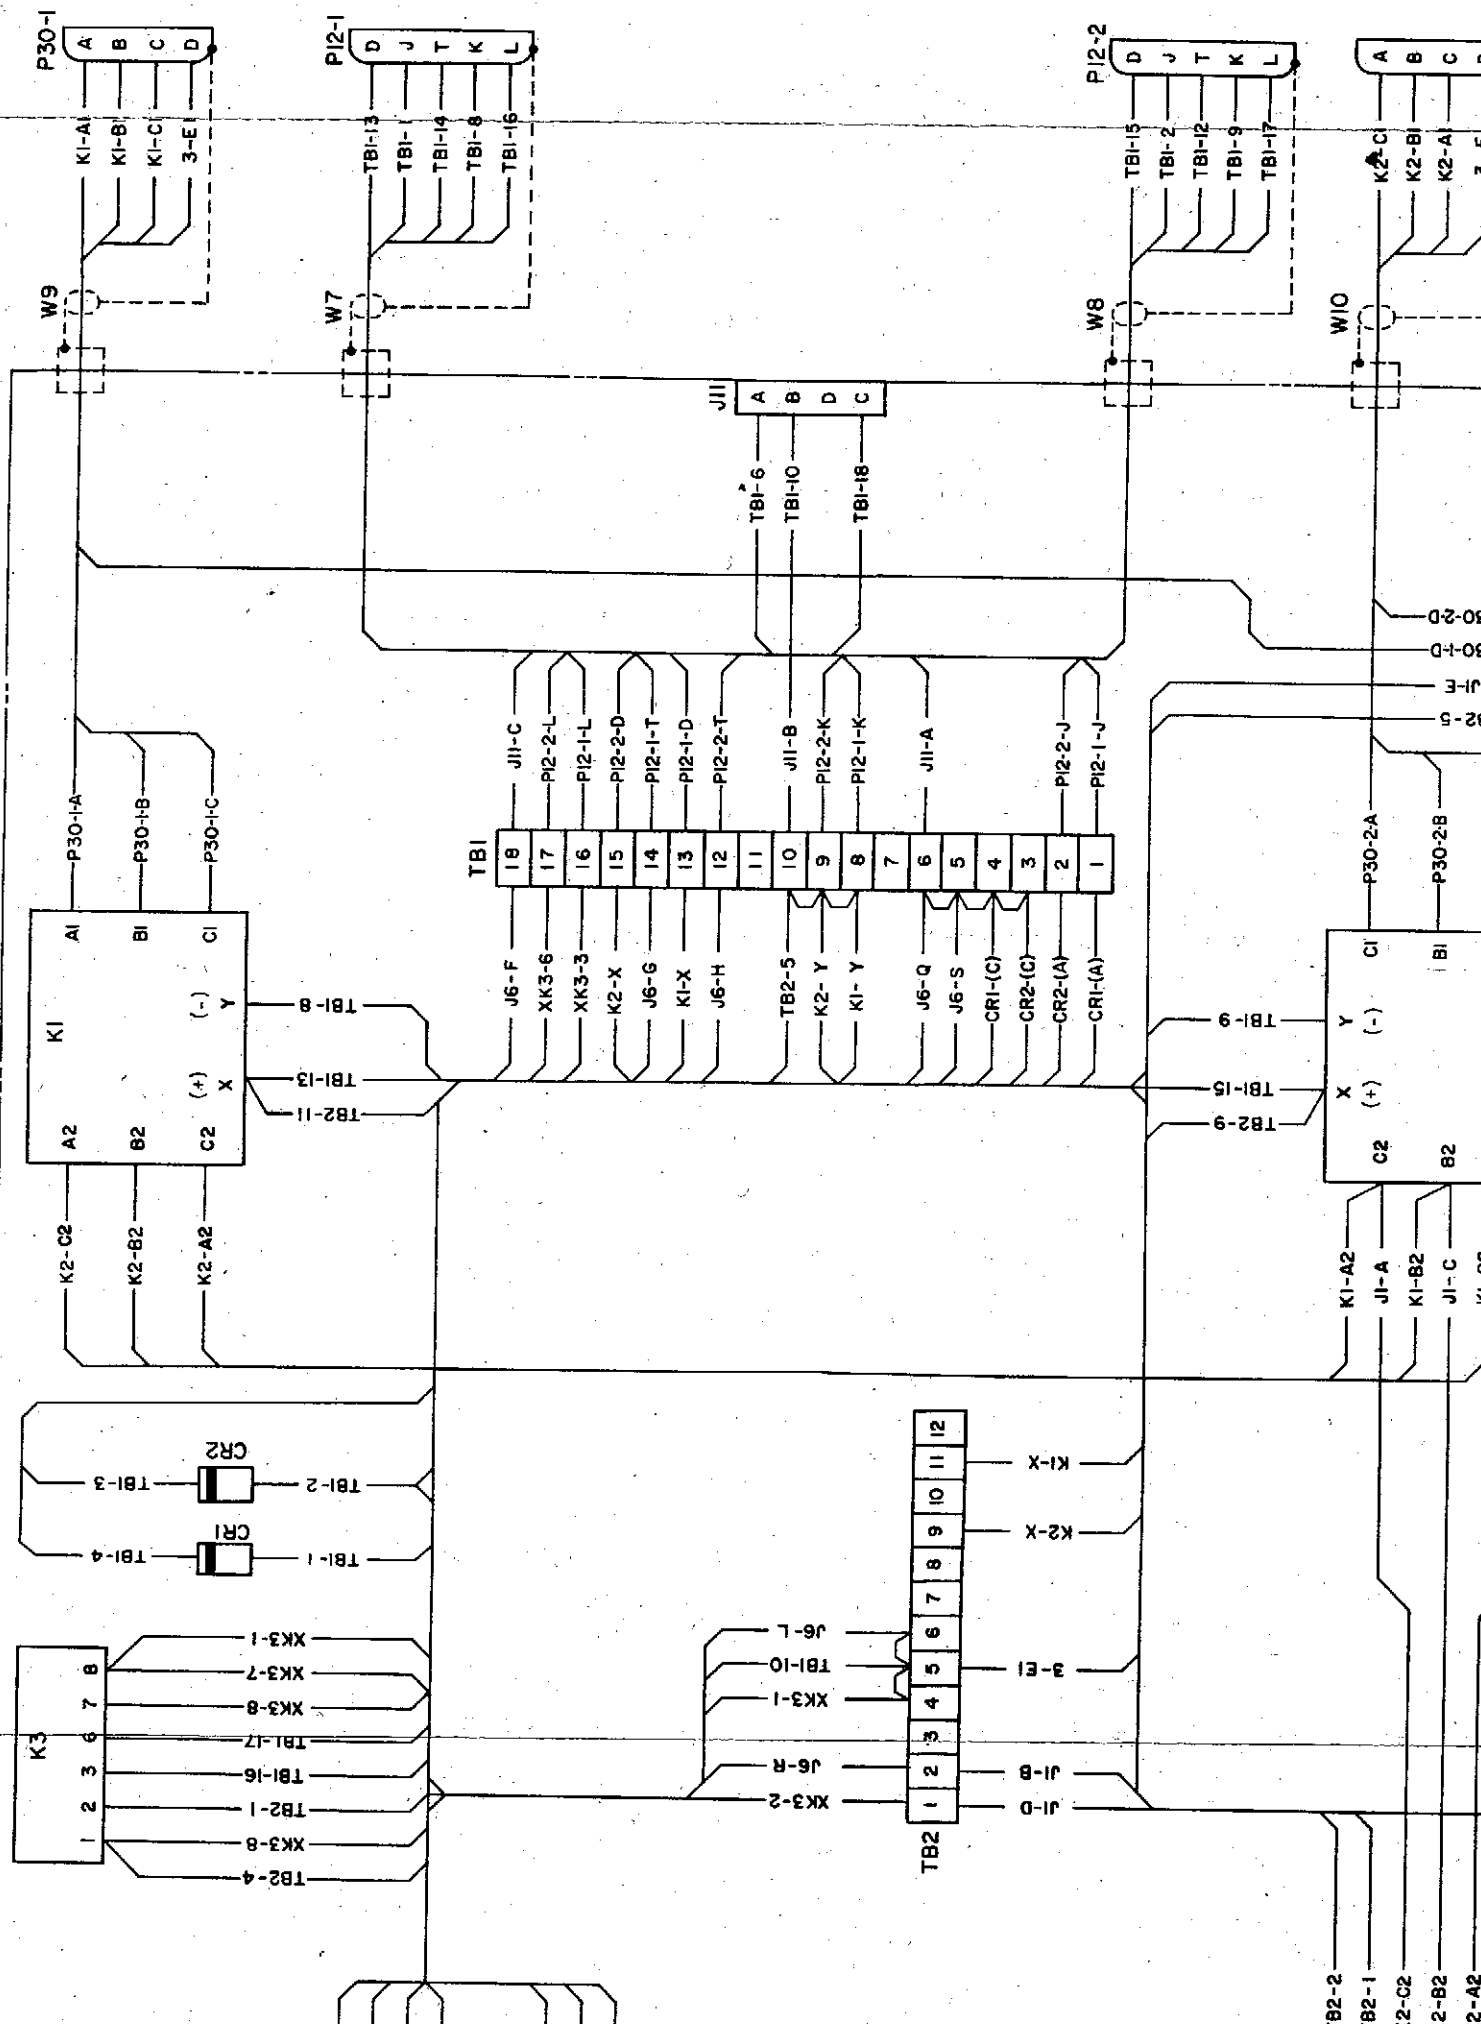 P30-1
A
B
C
D
K1-A1
K1-B1
K1-C1
3-E1
W9
P12-1
D
J
T
K
L
TB1-13
TB1-1
TB1-14
TB1-8
TB1-16
W7
P12-2
D
J
T
K
L
TB1-15
TB1-2
TB1-12
TB1-9
TB1-17
W8
A
B
C
K2-C1
K2-B1
K2-A1
W10
J11
A
B
D
C
TB1-6
TB1-10
TB1-18
J1-E
P30-1-A
P30-1-B
P30-1-C
K1
A1
B1
C1
(-)
Y
(+)
X
A2
B2
C2
TB1-8
TB1-13
TB2-11
K2-C2
K2-B2
K2-A2
J11-C
P12-2-L
P12-1-L
P12-2-D
P12-1-T
P12-1-D
P12-2-T
J11-B
P12-2-K
P12-1-K
J11-A
P12-2-J
P12-1-J
TB1
18
17
16
15
14
13
12
11
10
9
8
7
6
5
4
3
2
1
J6-F
XK3-6
XK3-3
K2-X
J6-G
K1-X
J6-H
TB2-5
K2-Y
K1-Y
J6-Q
J6-S
CR1-(C)
CR2-(C)
CR2-(A)
CR1-(A)
P30-2-A
P30-2-B
C1
B1
Y
(-)
X
(+)
C2
B2
TB1-9
TB1-15
TB2-9
K1-A2
J1-A
K1-B2
J1-C
CR2
TB1-3
TB1-2
CR1
TB1-4
TB1-1
K3
8
7
6
3
2
1
XK3-1
XK3-7
XK3-8
TB1-17
TB1-16
TB2-1
XK3-8
TB2-4
12
11
10
9
8
7
6
5
4
3
2
1
TB2
K1-X
K2-X
J6-L
TB1-10
XK3-1
J6-R
XK3-2
3-E1
J1-B
J1-D